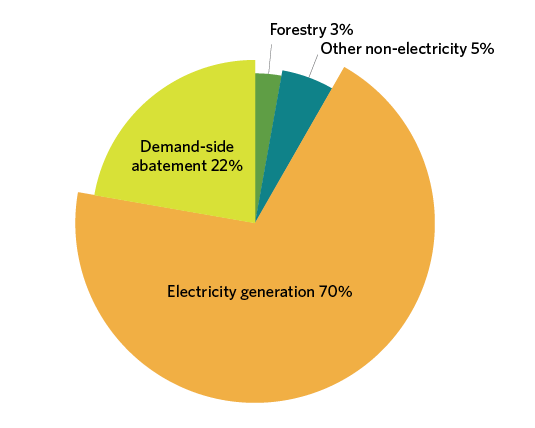 Forestry 3%
Other non-electricity 5%
Demand-side
abatement 22%
Electricity generation 70%